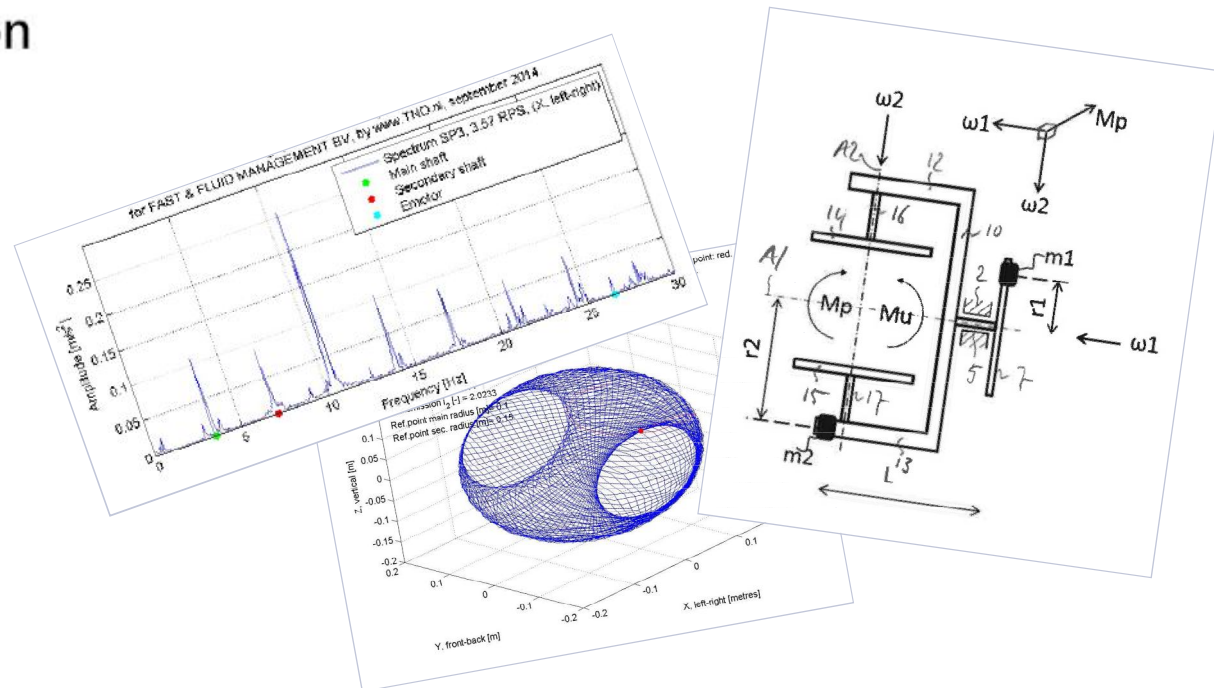 on
for FAST & FLUID MANAGEMENT BV, by www.TNO.nl, september 2014.
Spectrum SP3, 3.57 RPS, (X, left-right)
Main shaft
Secondary shaft
Emotor
Amplitude [m/s²]
0.25
0.2
0.15
0.1
0.05
0
0
5
10
15
20
25
30
Frequency [Hz]
point: red.
[-] = 2.0233
Ref.point main radius [m]= 0.1
Ref.point sec. radius [m]= 0.15
Z, vertical [m]
0.1
0.05
0
-0.05
-0.1
-0.15
-0.2
0.2
0.1
0
-0.1
-0.2
-0.2
-0.1
0
0.1
Y, front-back [m]
X, left-right [metres]
ω2
ω1
Mp
ω2
A2
12
14
16
10
m1
A1
2
r1
Mp
Mu
ω1
r2
5
7
15
17
m2
13
L